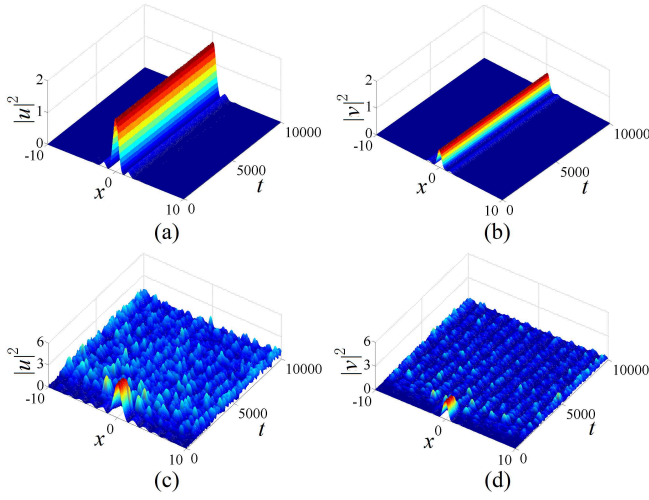 |u|² 2 1 0 -10 x 0 10 0 5000 t 10000
(a)
|v|² 2 1 0 -10 x 0 10 0 5000 t 10000
(b)
|u|² 6 3 0 -10 x 0 10 0 5000 t 10000
(c)
|v|² 6 3 0 -10 x 0 10 0 5000 t 10000
(d)